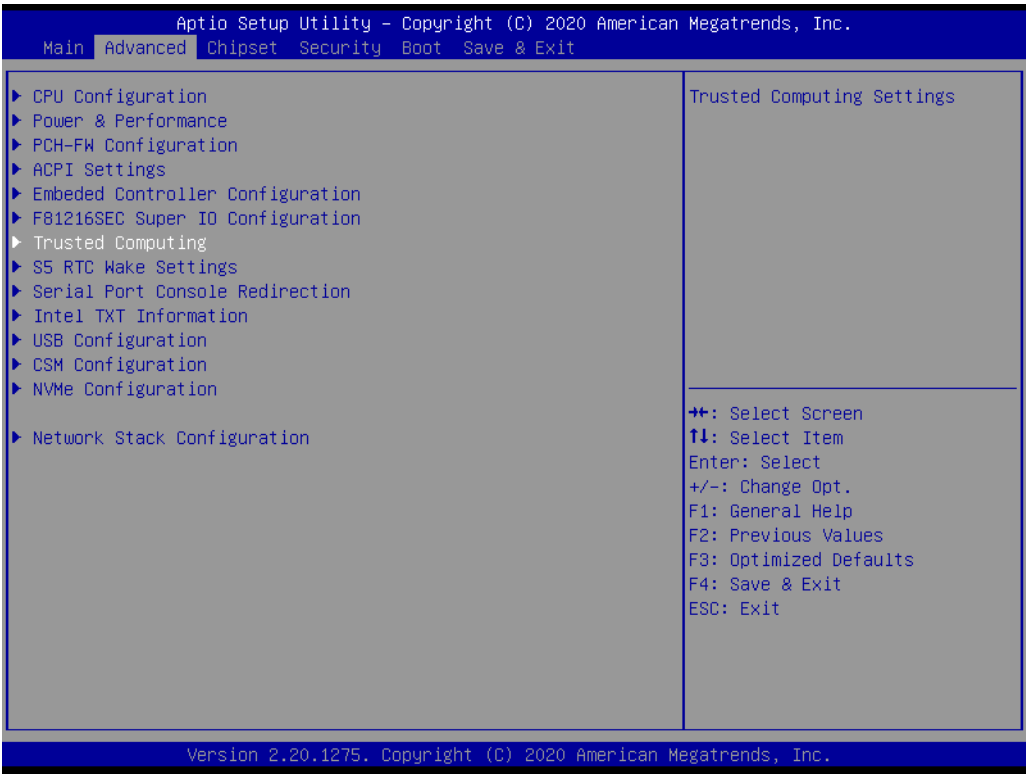 Aptio Setup Utility – Copyright (C) 2020 American Megatrends, Inc.
Main Advanced Chipset Security Boot Save & Exit
CPU Configuration
Power & Performance
PCH-FW Configuration
ACPI Settings
Embeded Controller Configuration
F81216SEC Super IO Configuration
Trusted Computing
S5 RTC Wake Settings
Serial Port Console Redirection
Intel TXT Information
USB Configuration
CSM Configuration
NVMe Configuration
Network Stack Configuration
Trusted Computing Settings
→←: Select Screen
↑↓: Select Item
Enter: Select
+/-: Change Opt.
F1: General Help
F2: Previous Values
F3: Optimized Defaults
F4: Save & Exit
ESC: Exit
Version 2.20.1275. Copyright (C) 2020 American Megatrends, Inc.